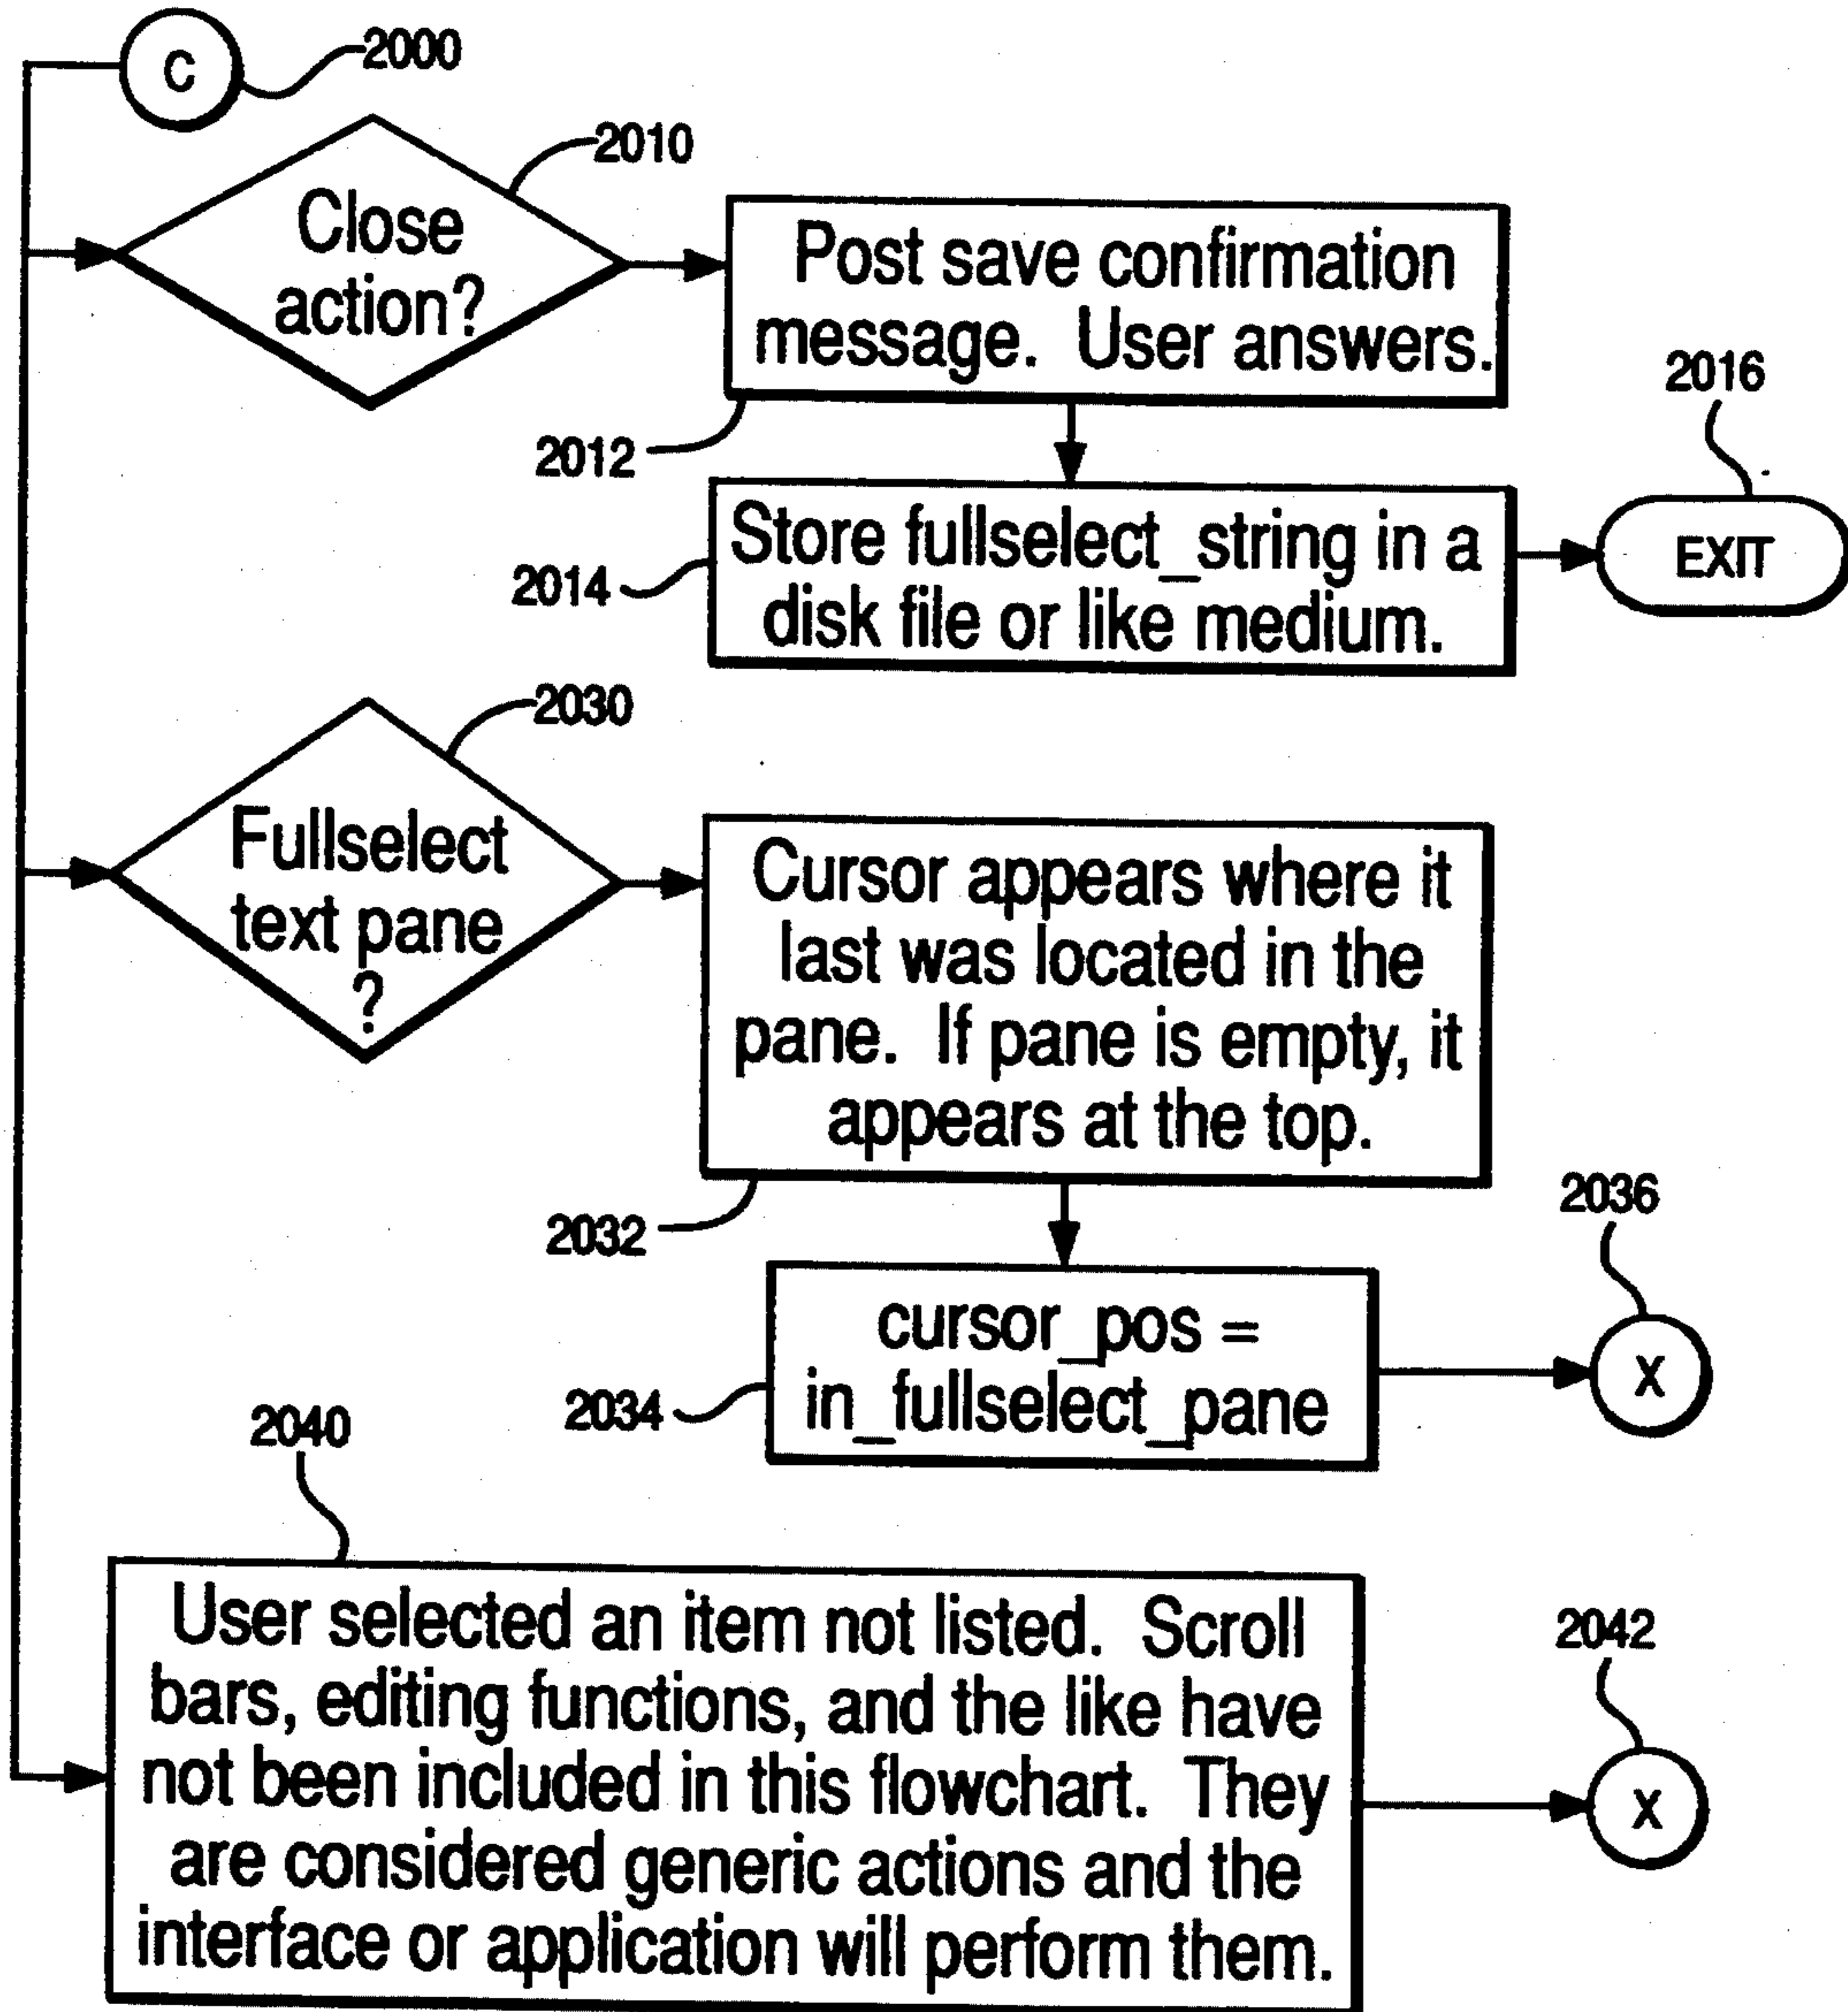 C
2000
2010
Close
action?
Post save confirmation
message. User answers.
2012
2016
Store fullselect_string in a
disk file or like medium.
2014
EXIT
2030
Fullselect
text pane
?
Cursor appears where it
last was located in the
pane. If pane is empty, it
appears at the top.
2032
2036
cursor_pos =
in_fullselect_pane
2034
X
2040
User selected an item not listed. Scroll
bars, editing functions, and the like have
not been included in this flowchart. They
are considered generic actions and the
interface or application will perform them.
2042
X